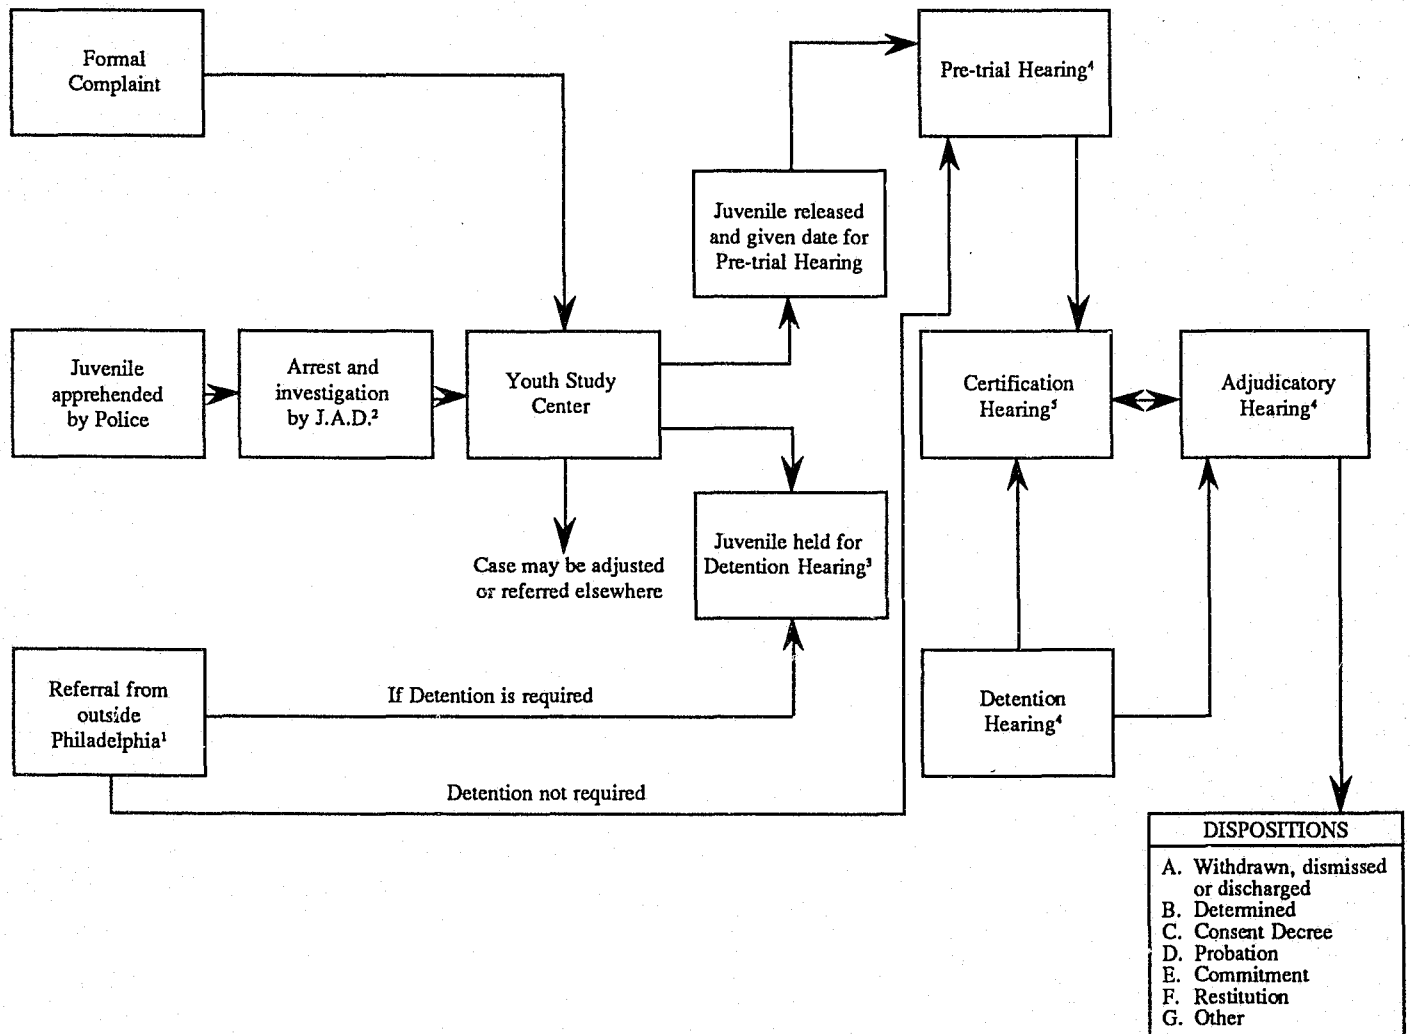 Formal
Complaint
Pre-trial Hearing⁴
Juvenile released
and given date for
Pre-trial Hearing
Juvenile
apprehended
by Police
Arrest and
investigation
by J.A.D.²
Youth Study
Center
Certification
Hearing⁵
Adjudicatory
Hearing⁴
Case may be adjusted
or referred elsewhere
Juvenile held for
Detention Hearing³
Referral from
outside
Philadelphia¹
If Detention is required
Detention not required
Detention
Hearing⁴
DISPOSITIONS
A. Withdrawn, dismissed
or discharged
B. Determined
C. Consent Decree
D. Probation
E. Commitment
F. Restitution
G. Other